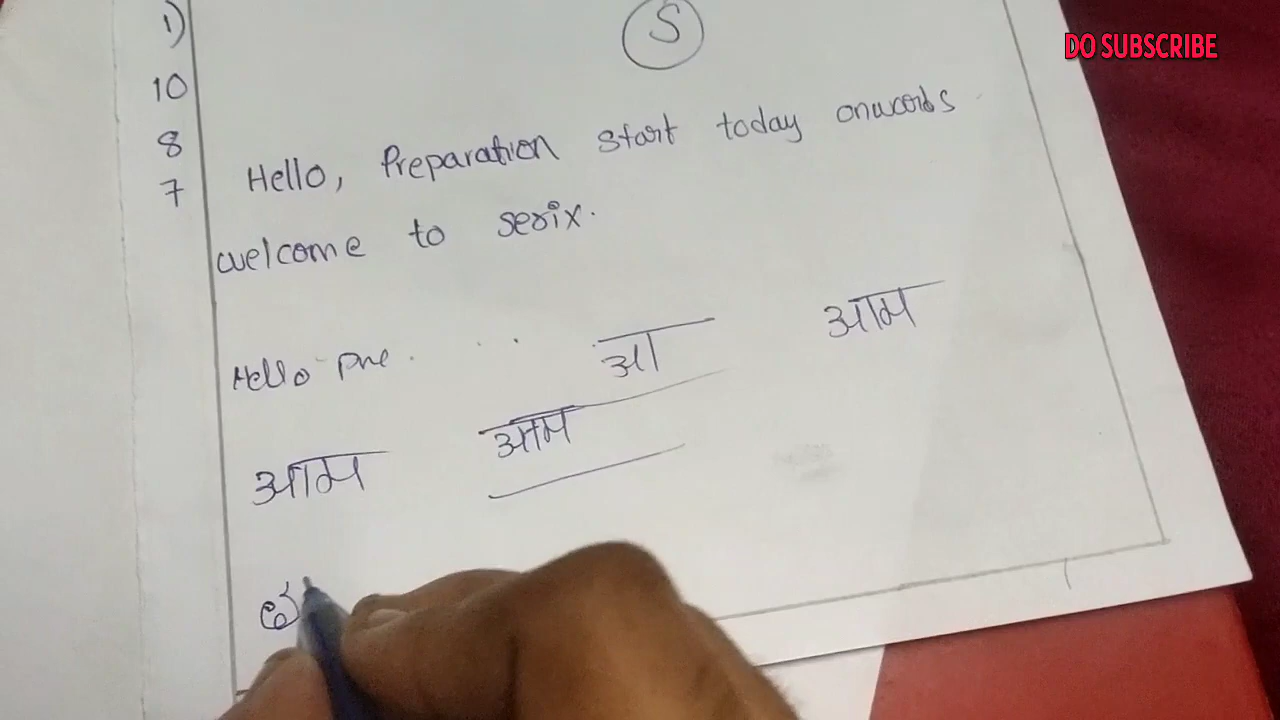 DO SUBSCRIBE
1)
S
10
8
7
Hello, Preparation start today onwards
welcome to serix.
Hello pre . . . . आ आम
आम आम